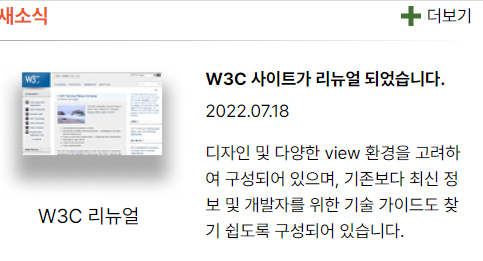 새소식
더보기
W3C
W3C 사이트가 리뉴얼 되었습니다.
2022.07.18
디자인 및 다양한 view 환경을 고려하
여 구성되어 있으며, 기존보다 최신 정
보 및 개발자를 위한 기술 가이드도 찾
기 쉽도록 구성되어 있습니다.
W3C 리뉴얼